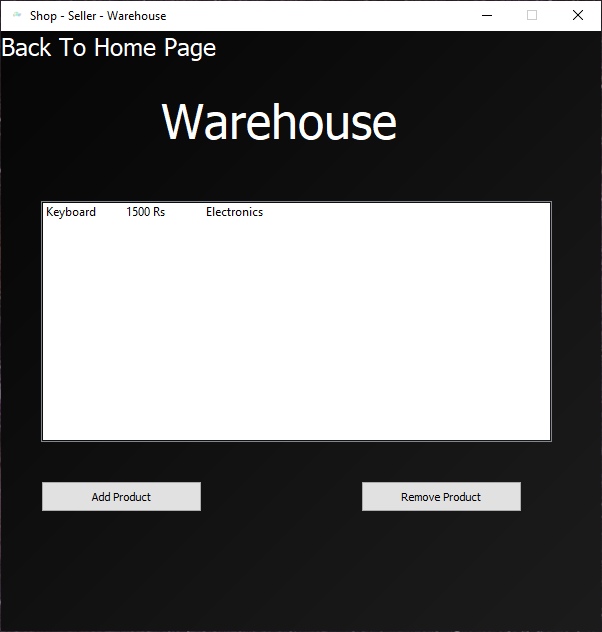 Shop - Seller - Warehouse
Back To Home Page
Warehouse
Keyboard 1500 Rs Electronics
Add Product Remove Product